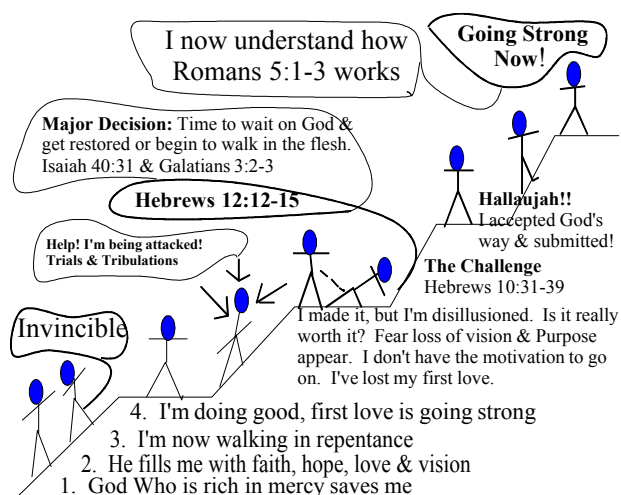 I now understand how
Romans 5:1-3 works
Going Strong
Now!
Major Decision: Time to wait on God &
get restored or begin to walk in the flesh.
Isaiah 40:31 & Galatians 3:2-3
Hebrews 12:12-15
Hallaujah!!
I accepted God's
way & submitted!
Help! I'm being attacked!
Trials & Tribulations
The Challenge
Hebrews 10:31-39
Invincible
I made it, but I'm disillusioned. Is it really
worth it? Fear loss of vision & Purpose
appear. I don't have the motivation to go
on. I've lost my first love.
4. I'm doing good, first love is going strong
3. I'm now walking in repentance
2. He fills me with faith, hope, love & vision
1. God Who is rich in mercy saves me